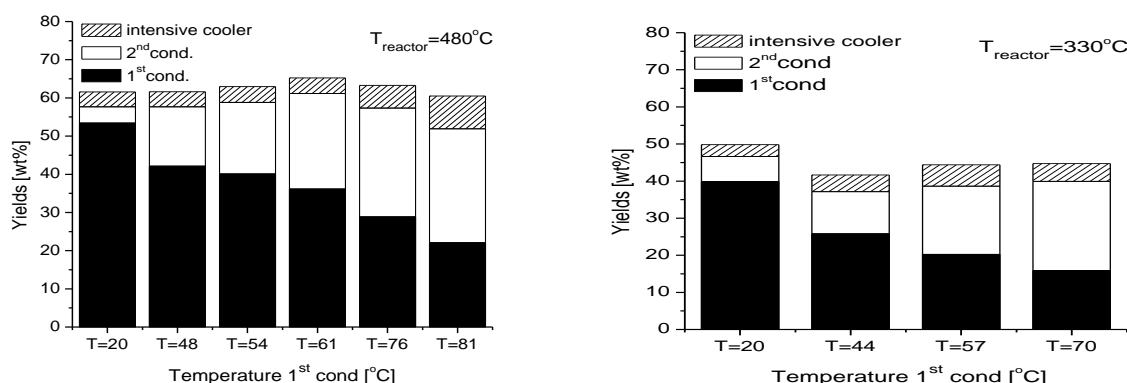 80
70
60
50
40
30
20
10
0
Yields [wt%]
intensive cooler
2nd cond.
1st cond.
Treactor=480°C
T=20 T=48 T=54 T=61 T=76 T=81
Temperature 1st cond [°C]
80
70
60
50
40
30
20
10
0
Yields [wt%]
intensive cooler
2nd cond
1st cond
Treactor=330°C
T=20 T=44 T=57 T=70
Temperature 1st cond [°C]